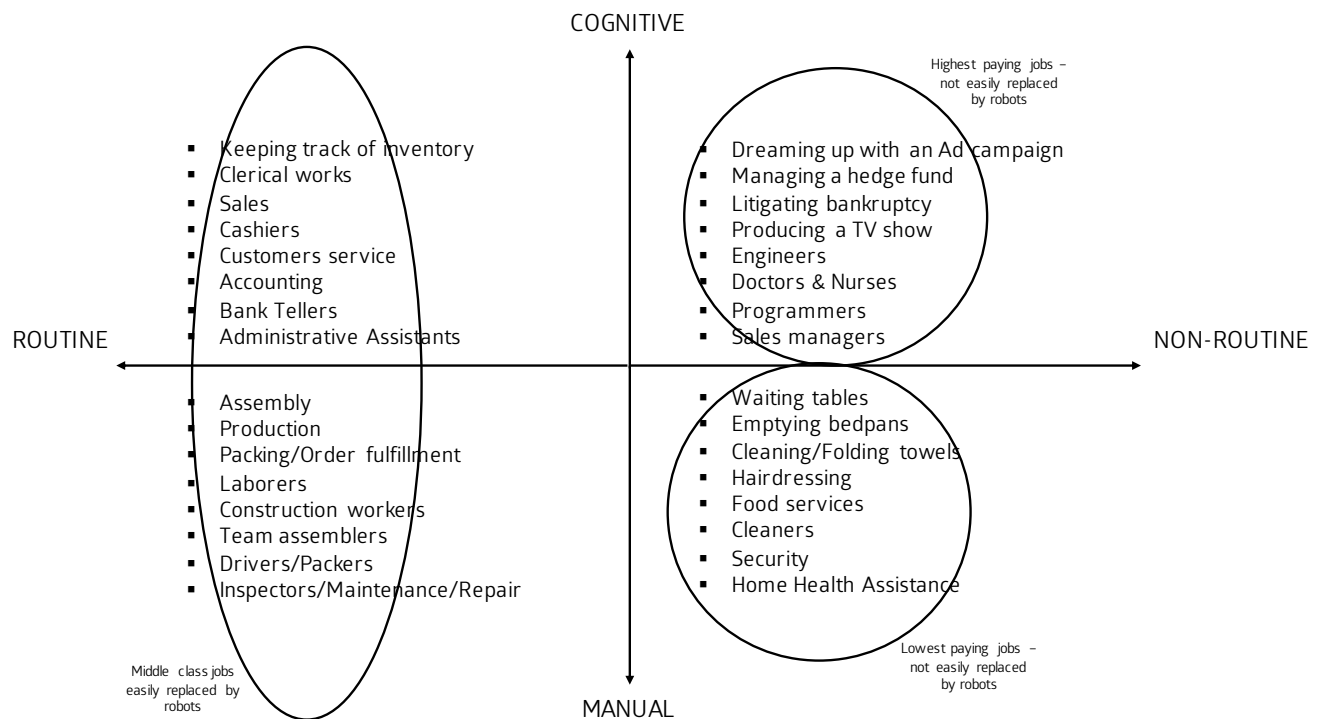 COGNITIVE
Highest paying jobs –
not easily replaced
by robots
▪ Keeping track of inventory
▪ Clerical works
▪ Sales
▪ Cashiers
▪ Customers service
▪ Accounting
▪ Bank Tellers
▪ Administrative Assistants
▪ Dreaming up with an Ad campaign
▪ Managing a hedge fund
▪ Litigating bankruptcy
▪ Producing a TV show
▪ Engineers
▪ Doctors & Nurses
▪ Programmers
▪ Sales managers
ROUTINE
NON-ROUTINE
▪ Assembly
▪ Production
▪ Packing/Order fulfillment
▪ Laborers
▪ Construction workers
▪ Team assemblers
▪ Drivers/Packers
▪ Inspectors/Maintenance/Repair
▪ Waiting tables
▪ Emptying bedpans
▪ Cleaning/Folding towels
▪ Hairdressing
▪ Food services
▪ Cleaners
▪ Security
▪ Home Health Assistance
Middle class jobs
easily replaced by
robots
Lowest paying jobs –
not easily replaced
by robots
MANUAL